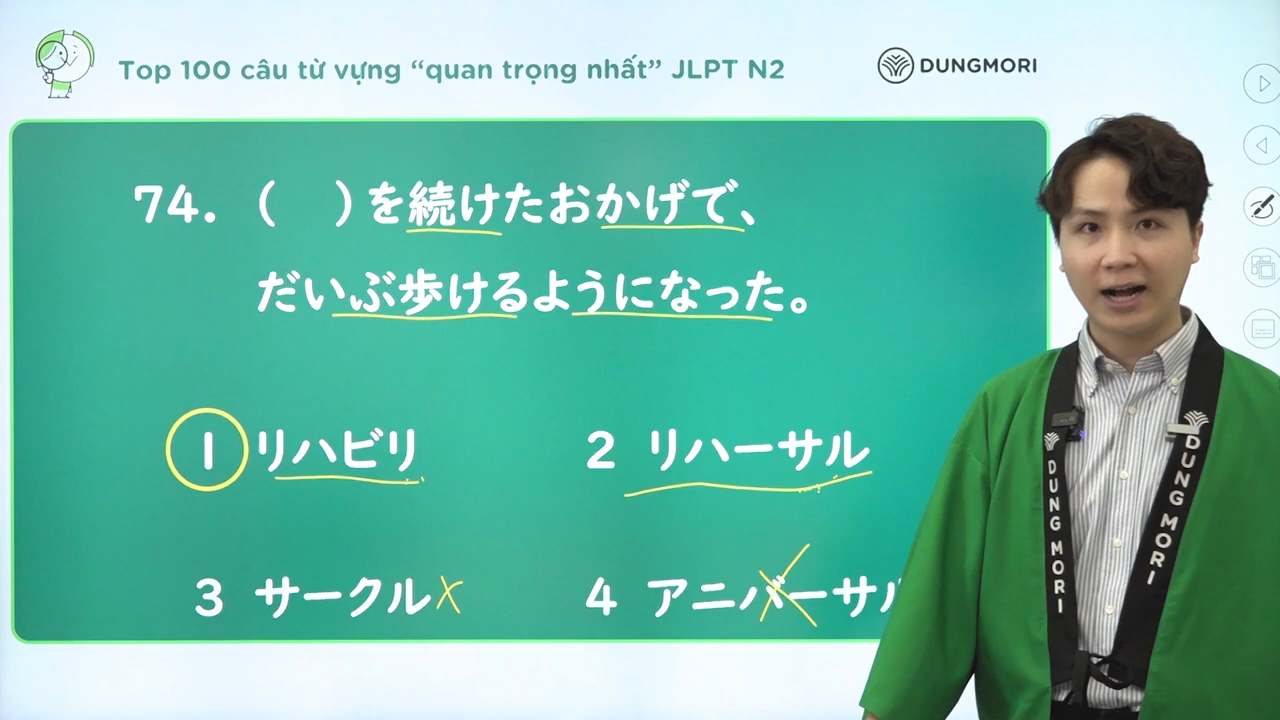 Top 100 câu từ vựng “quan trọng nhất” JLPT N2
DUNGMORI
74. (　)を続けたおかげで、
だいぶ歩けるようになった。
1 リハビリ
2 リハーサル
3 サークル
4 アニバーサル
DUNG MORI
DUNG MORI